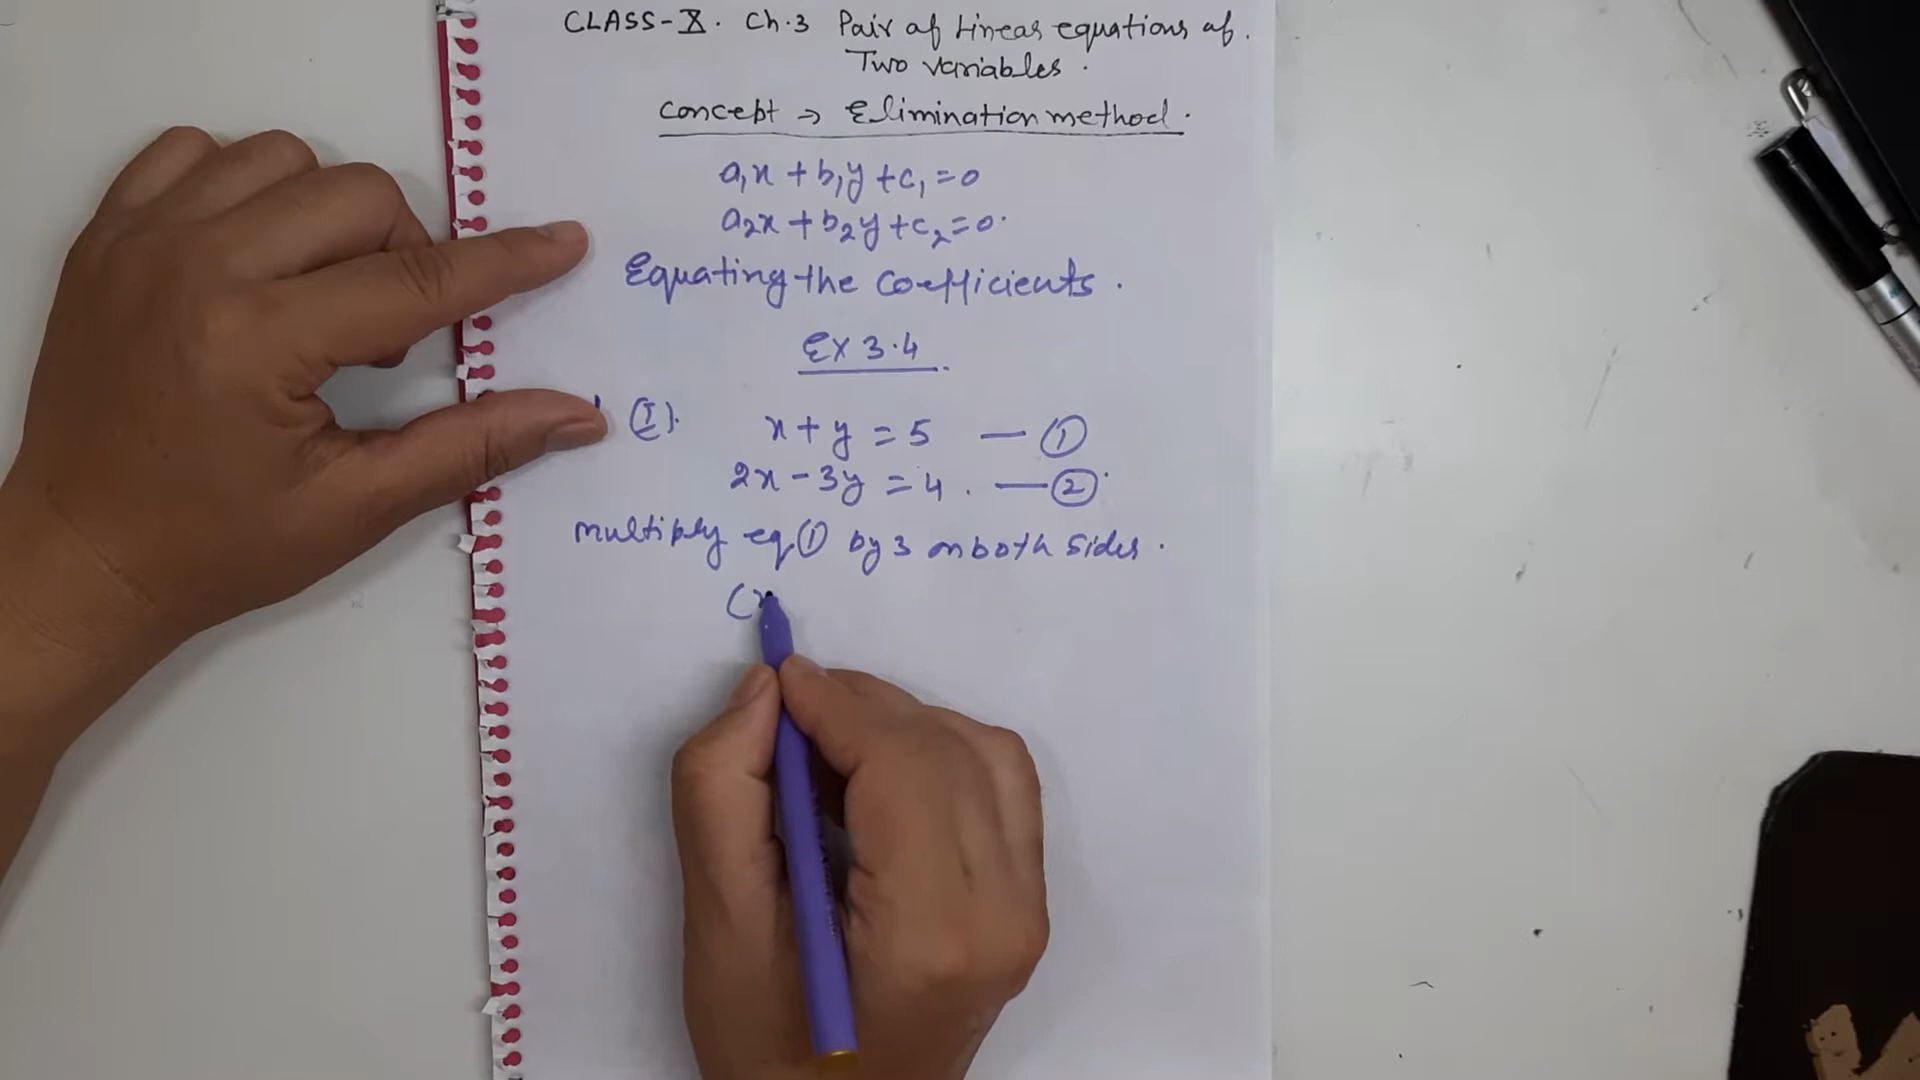 CLASS-X. Ch.3 Pair of Linear equations of.
Two variables.
Concept → Elimination method.
a₁x + b₁y + c₁ = 0
a₂x + b₂y + c₂ = 0.
Equating the Coefficients.
Ex 3.4
(I). x + y = 5 — ①
2x - 3y = 4. — ②
multiply eq ① by 3 on both sides.
(x